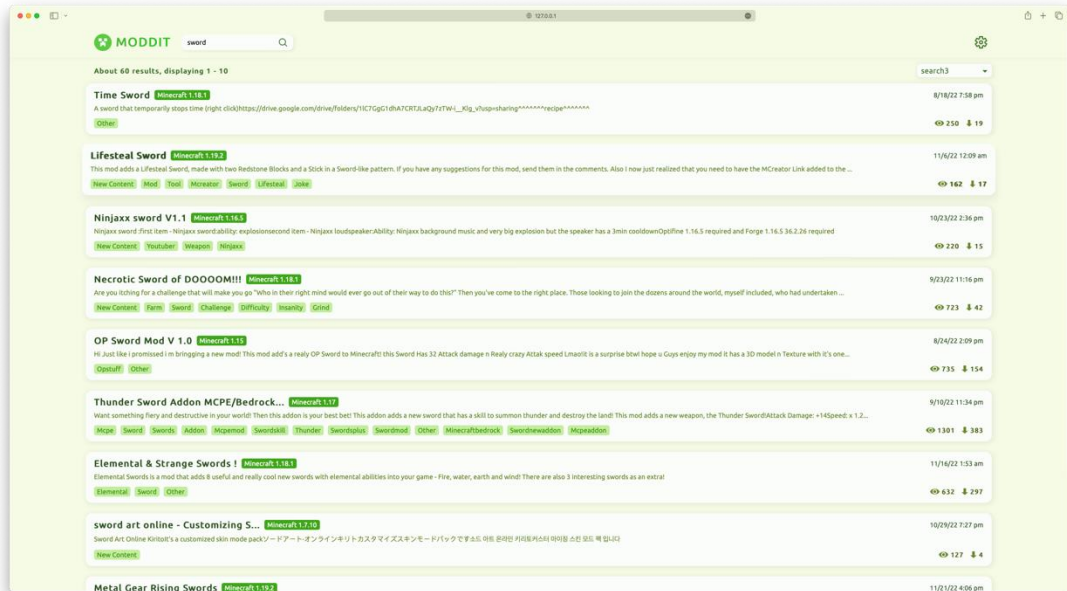 127.0.0.1
MODDIT sword
About 60 results, displaying 1 - 10 search3
Time Sword Minecraft 1.18.1 8/18/22 7:58 pm
Other 250 19
Lifesteal Sword Minecraft 1.19.2 11/6/22 12:09 am
This mod adds a Lifesteal Sword, made with two Redstone Blocks and a Stick in a Sword-like pattern. If you have any suggestions for this mod, send them in the comments. Also I now just realized that you need to have the MCreator Link added to the ...
New Content Mod Tool Mcreator Sword Lifesteal Joke 162 17
Ninjaxx sword V1.1 Minecraft 1.16.5 10/23/22 2:36 pm
Ninjaxx sword :first item - Ninjaxx sword:ability: explosionsecond item - Ninjaxx loudspeaker:Ability: Ninjaxx background music and very big explosion but the speaker has a 3min cooldownOptifine 1.16.5 required and Forge 1.16.5 36.2.26 required
New Content Youtuber Weapon Ninjaxx 220 15
Necrotic Sword of DOOOOM!!! Minecraft 1.18.1 9/23/22 11:16 pm
Are you itching for a challenge that will make you go "Who in their right mind would ever go out of their way to do this?" Then you've come to the right place. Those looking to join the dozens around the world, myself included, who had undertaken ...
New Content Farm Sword Challenge Difficulty Insanity Grind 723 42
OP Sword Mod V 1.0 Minecraft 1.15 8/24/22 2:09 pm
Hi Just like i promissed i m bringging a new mod! This mod add's a realy OP Sword to Minecraft! this Sword Has 32 Attack damage n Realy crazy Attak speed Lmao!it is a surprise btw! hope u Guys enjoy my mod it has a 3D model n Texture with it's one...
Opstuff Other 735 154
Thunder Sword Addon MCPE/Bedrock... Minecraft 1.17 9/10/22 11:34 pm
Want something fiery and destructive in your world! Then this addon is your best bet! This addon adds a new sword that has a skill to summon thunder and destroy the land! This mod adds a new weapon, the Thunder Sword!Attack Damage: +14Speed: x 1.2...
Mcpe Sword Swords Addon Mcpemod Swordskill Thunder Swordsplus Swordmod Other Minecraftbedrock Swordnewaddon Mcpeaddon 1301 383
Elemental & Strange Swords ! Minecraft 1.18.1 11/16/22 1:53 am
Elemental Swords is a mod that adds 8 useful and really cool new swords with elemental abilities into your game - Fire, water, earth and wind! There are also 3 interesting swords as an extra!
Elemental Sword Other 632 297
sword art online - Customizing S... Minecraft 1.7.10 10/29/22 7:27 pm
Sword Art Online KiritoIt's a customized skin mode packソードアート·オンラインキリトカスタマイズスキンモードパックです소드 아트 온라인 키리토커스터 마이징 스킨 모드 팩 입니다
New Content 127 4
Metal Gear Rising Swords Minecraft 1.19.2 11/21/22 4:06 pm